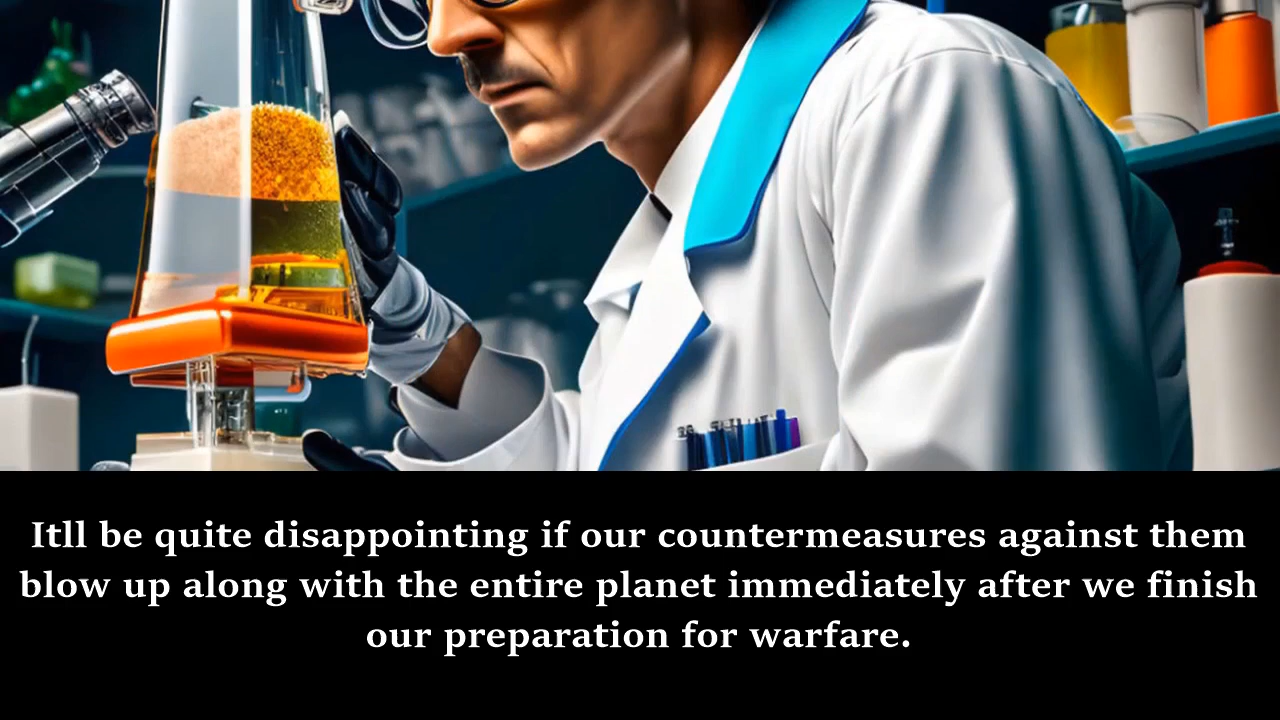 Itll be quite disappointing if our countermeasures against them
blow up along with the entire planet immediately after we finish
our preparation for warfare.